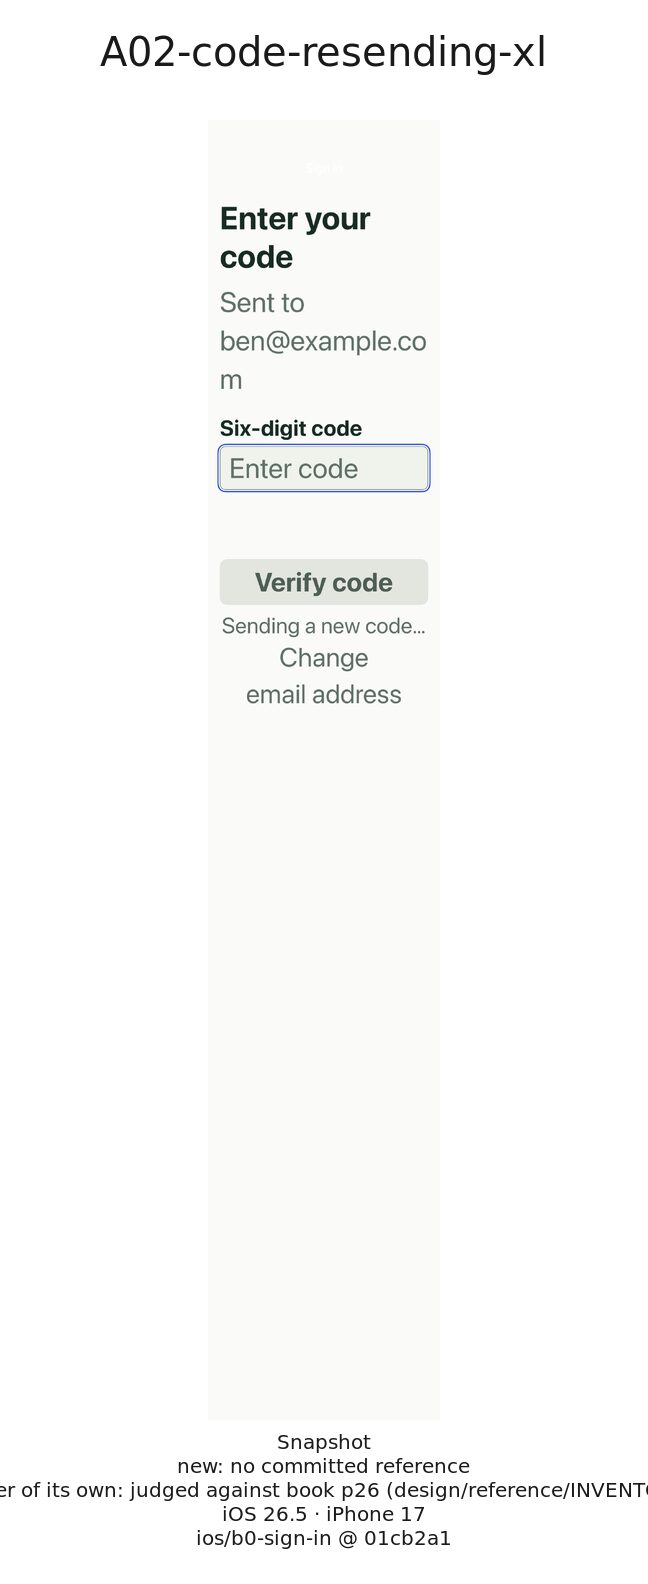 A02-code-resending-xl
Sign in
Enter your
code
Sent to
ben@example.co
m
Six-digit code
Enter code
Verify code
Sending a new code…
Change
email address
Snapshot
new: no committed reference
er of its own: judged against book p26 (design/reference/INVENTO
iOS 26.5 · iPhone 17
ios/b0-sign-in @ 01cb2a1